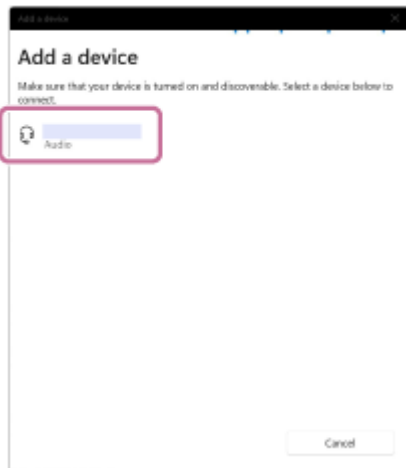 Add a device
Add a device
Make sure that your device is turned on and discoverable. Select a device below to
connect.
Audio
Cancel